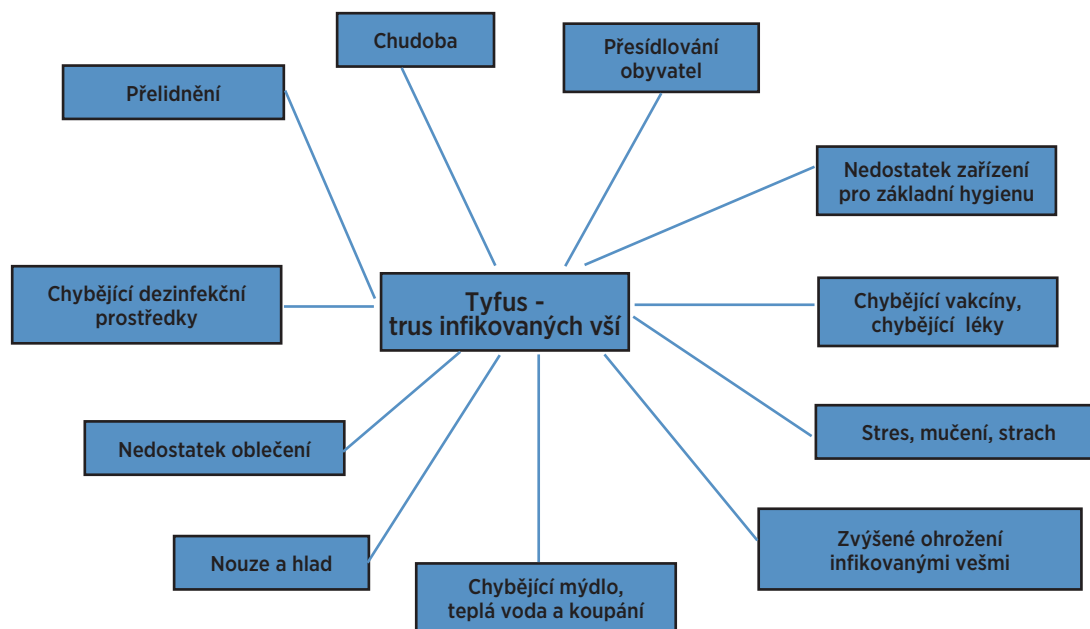 Chudoba
Přesídlování
obyvatel
Přelidnění
Nedostatek zařízení
pro základní hygienu
Chybějící dezinfekční
prostředky
Tyfus -
trus infikovaných vší
Chybějící vakcíny,
chybějící léky
Nedostatek oblečení
Stres, mučení, strach
Nouze a hlad
Chybějící mýdlo,
teplá voda a koupání
Zvýšené ohrožení
infikovanými vešmi